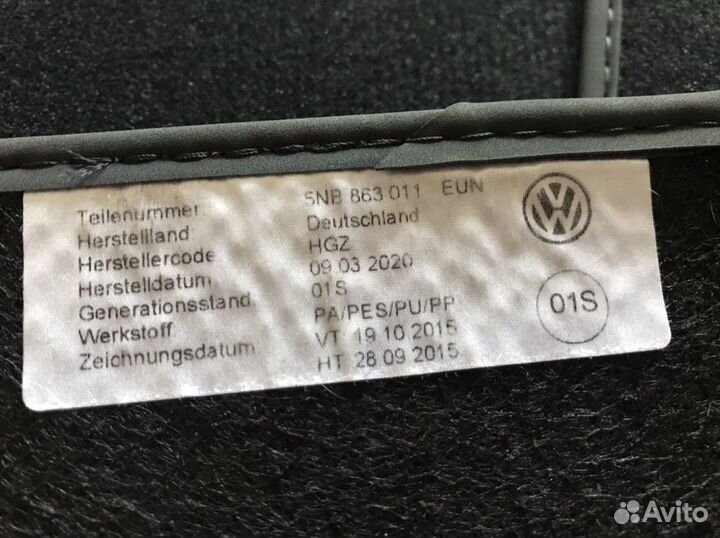 Teilenummer 5NB 863 011 EUN
Herstellland Deutschland
Herstellercode HGZ
Herstelldatum 09.03 2020
Generationsstand 01S
Werkstoff PA/PES/PU/PP
Zeichnungsdatum VT 19 10 2015
HT 28 09 2015
VW
01S
Avito